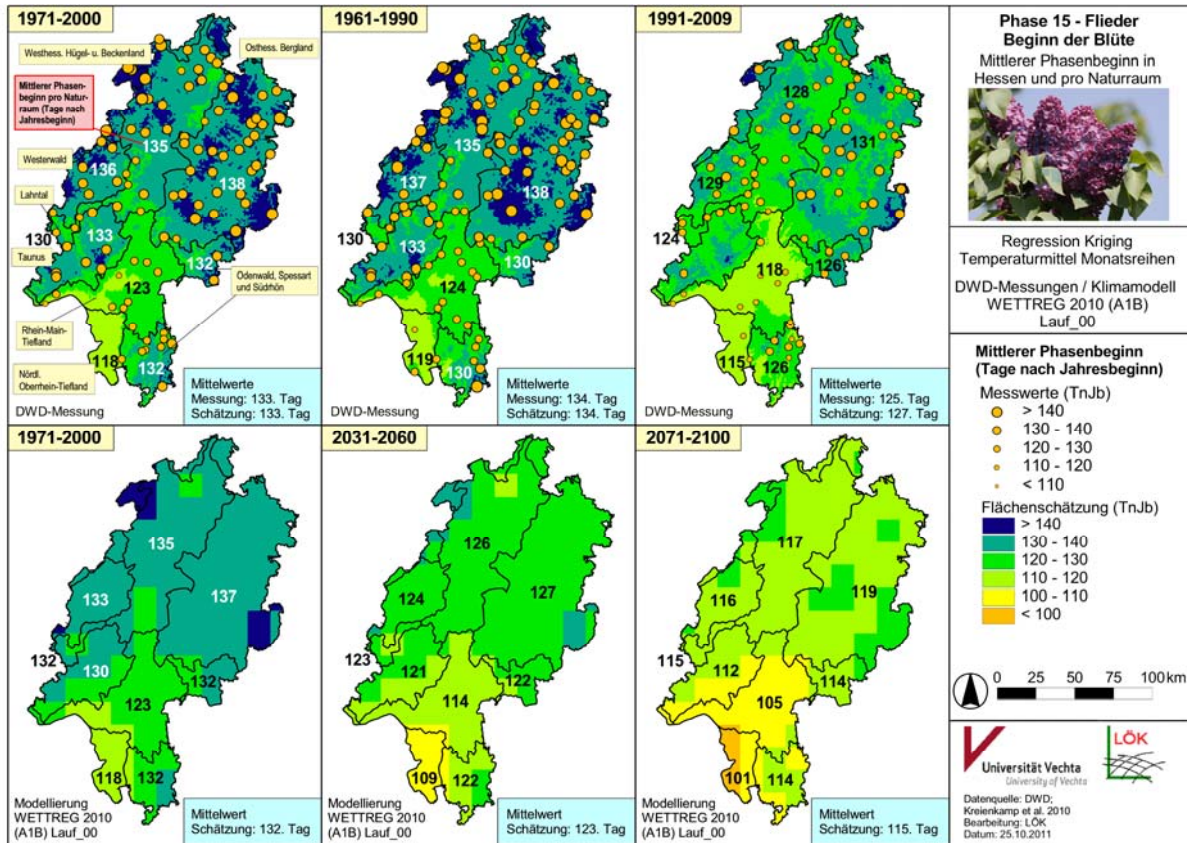 1971-2000
Westhess. Hügel- u. Beckenland
Osthess. Bergland
Mittlerer Phasen-
beginn pro Natur-
raum (Tage nach
Jahresbeginn)
135
Westerwald
136
138
Lahntal
130
133
Taunus
132
Odenwald, Spessart
und Südrhön
123
Rhein-Main-
Tiefland
118
132
Nördl.
Oberrhein-Tiefland
Mittelwerte
Messung: 133. Tag
Schätzung: 133. Tag
DWD-Messung
1961-1990
135
137
138
130
133
130
124
119
130
Mittelwerte
Messung: 134. Tag
Schätzung: 134. Tag
DWD-Messung
1991-2009
128
131
129
124
118
126
115
126
Mittelwerte
Messung: 125. Tag
Schätzung: 127. Tag
1971-2000
135
133
137
132
130
132
123
118
132
Modellierung
WETTREG 2010
(A1B) Lauf_00
Mittelwert
Schätzung: 132. Tag
2031-2060
126
124
127
123
121
122
114
109
122
Modellierung
WETTREG 2010
(A1B) Lauf_00
Mittelwert
Schätzung: 123. Tag
2071-2100
117
116
119
115
112
114
105
101
114
Modellierung
WETTREG 2010
(A1B) Lauf_00
Mittelwert
Schätzung: 115. Tag
Phase 15 - Flieder
Beginn der Blüte
Mittlerer Phasenbeginn in
Hessen und pro Naturraum
Regression Kriging
Temperaturmittel Monatsreihen
DWD-Messungen / Klimamodell
WETTREG 2010 (A1B)
Lauf_00
Mittlerer Phasenbeginn
(Tage nach Jahresbeginn)
Messwerte (TnJb)
> 140
130 - 140
120 - 130
110 - 120
< 110
Flächenschätzung (TnJb)
> 140
130 - 140
120 - 130
110 - 120
100 - 110
< 100
0 25 50 75 100 km
Universität Vechta
University of Vechta
LÖK
Datenquelle: DWD;
Kreienkamp et al. 2010
Bearbeitung: LÖK
Datum: 25.10.2011